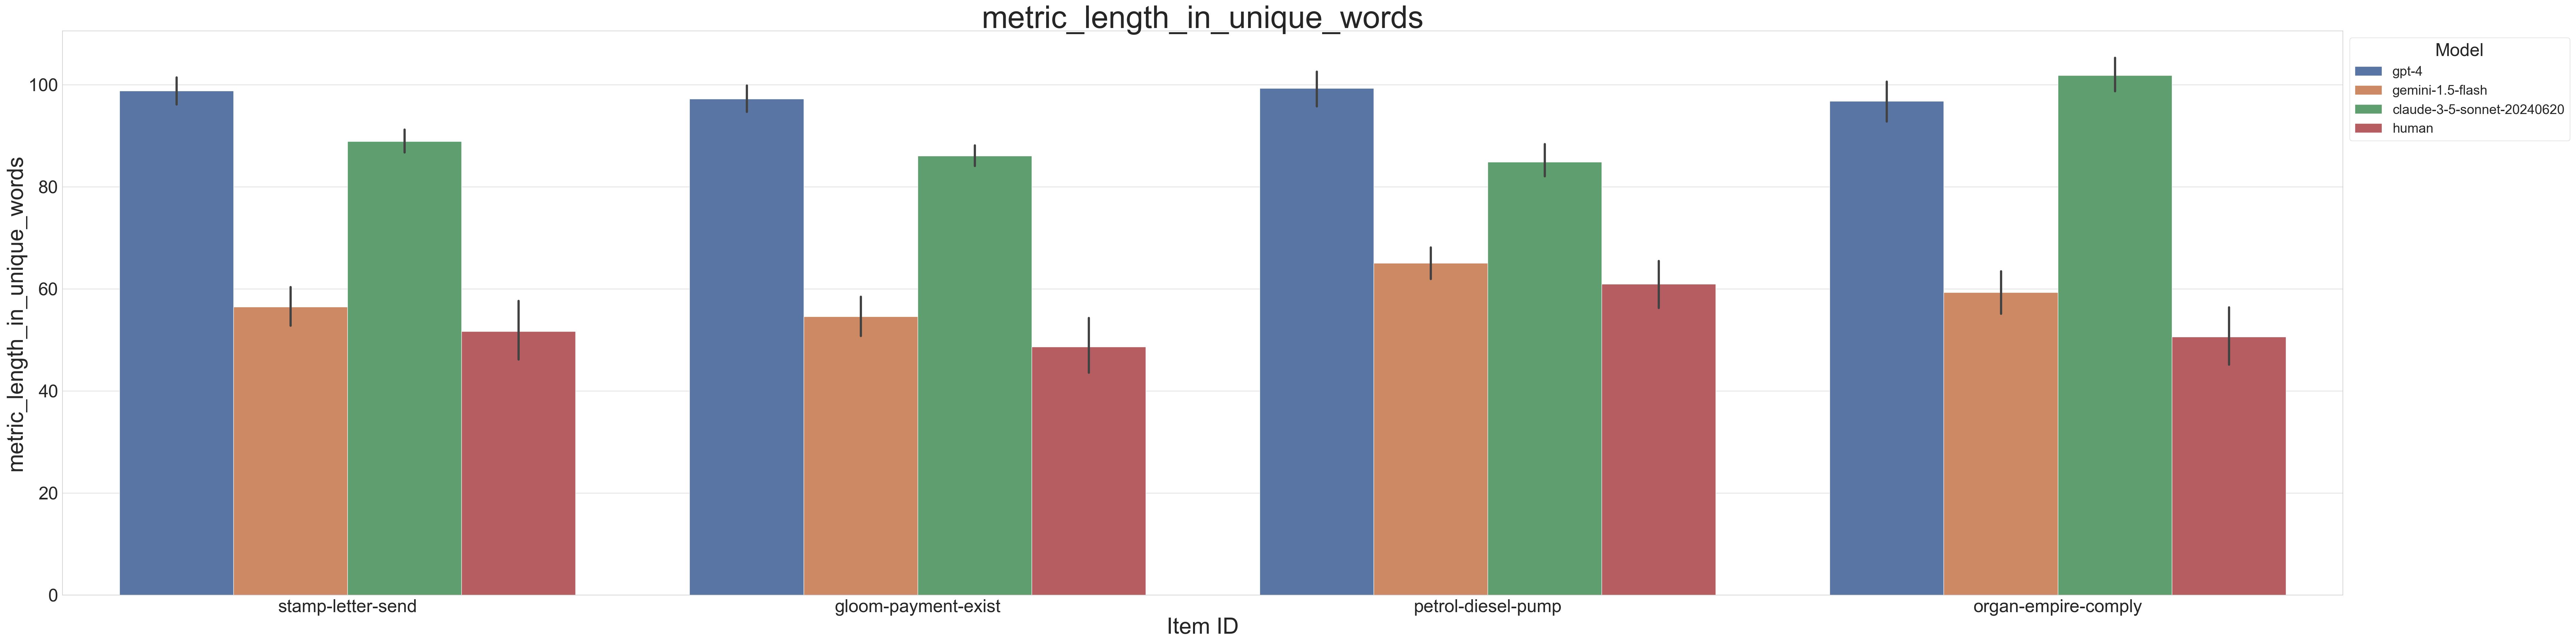 metric_length_in_unique_words
metric_length_in_unique_words
100
80
60
40
20
0
stamp-letter-send
gloom-payment-exist
petrol-diesel-pump
organ-empire-comply
Item ID
Model
gpt-4
gemini-1.5-flash
claude-3-5-sonnet-20240620
human